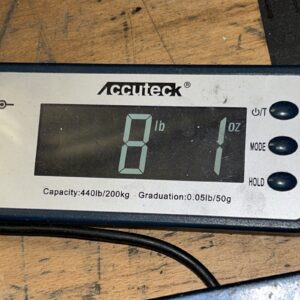 Accuteck®
8 lb 1 oz
⏻/T
MODE
HOLD
Capacity:440lb/200kg Graduation:0.05lb/50g